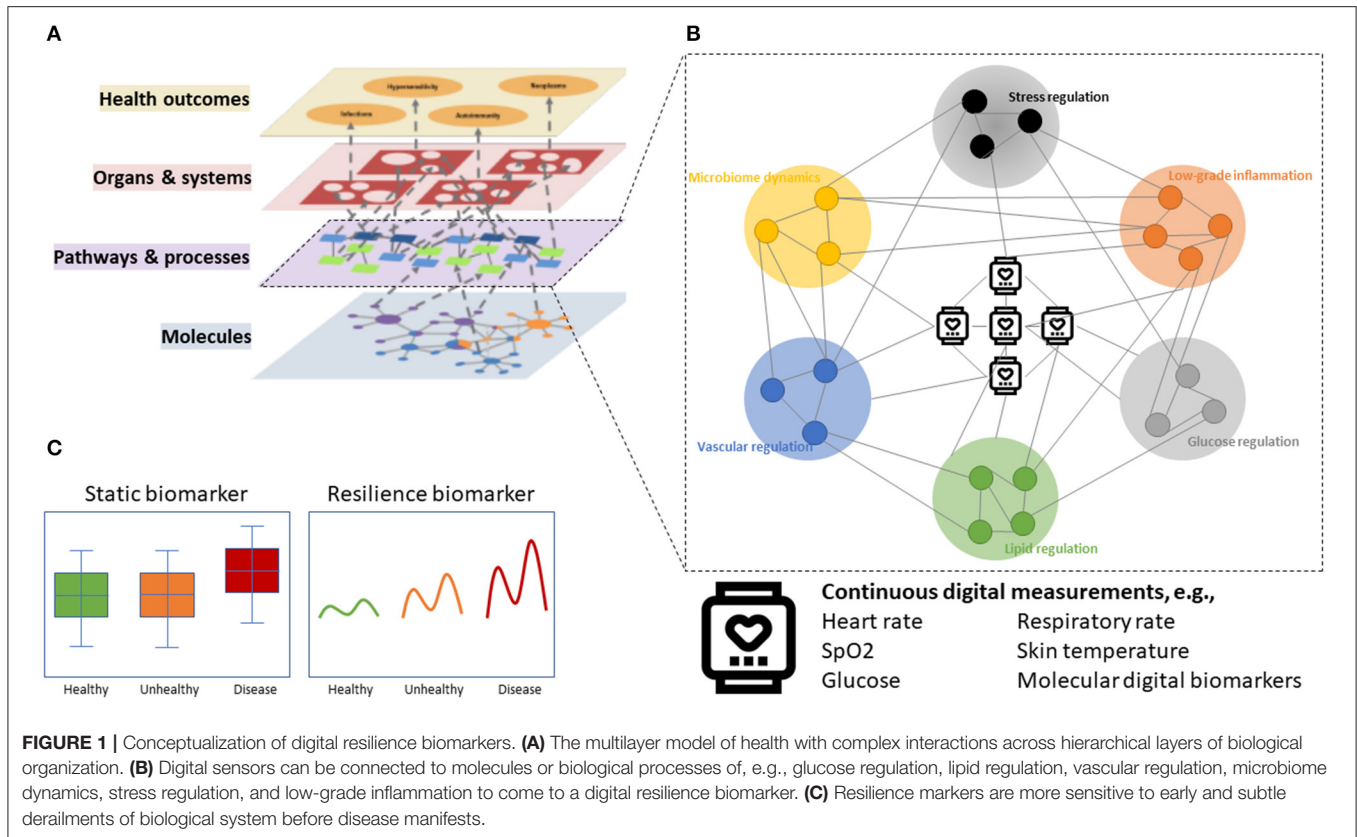 A
Health outcomes
Hypersensitivity
Neoplasms
Infections
Autoimmunity
Organs & systems
Pathways & processes
Molecules
B
Stress regulation
Microbiome dynamics
Low-grade inflammation
Vascular regulation
Glucose regulation
Lipid regulation
Continuous digital measurements, e.g.,
Heart rate
Respiratory rate
SpO2
Skin temperature
Glucose
Molecular digital biomarkers
C
Static biomarker
Resilience biomarker
Healthy
Unhealthy
Disease
Healthy
Unhealthy
Disease
FIGURE 1 | Conceptualization of digital resilience biomarkers. (A) The multilayer model of health with complex interactions across hierarchical layers of biological
organization. (B) Digital sensors can be connected to molecules or biological processes of, e.g., glucose regulation, lipid regulation, vascular regulation, microbiome
dynamics, stress regulation, and low-grade inflammation to come to a digital resilience biomarker. (C) Resilience markers are more sensitive to early and subtle
derailments of biological system before disease manifests.